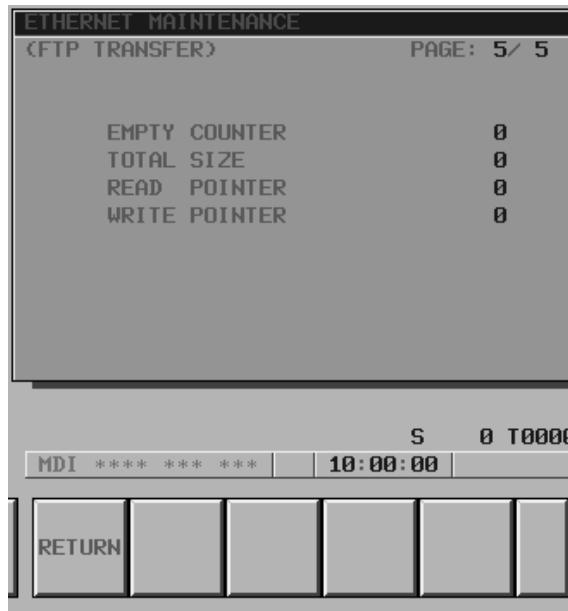 ETHERNET MAINTENANCE
(FTP TRANSFER) PAGE: 5/ 5
EMPTY COUNTER 0
TOTAL SIZE 0
READ POINTER 0
WRITE POINTER 0
S 0 T0000
MDI **** *** *** 10:00:00
RETURN